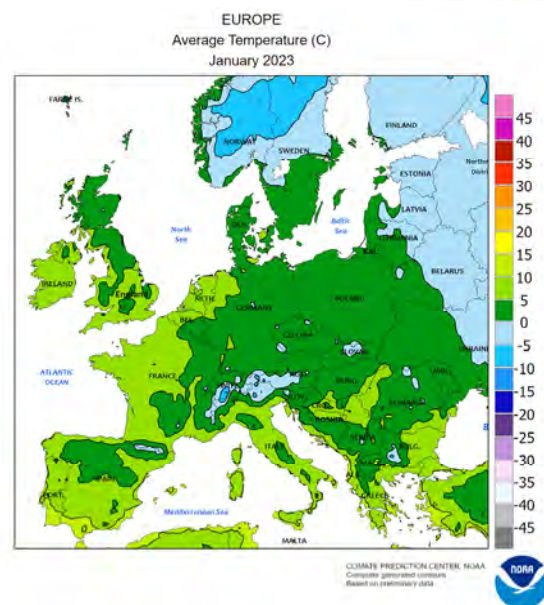 EUROPE
Average Temperature (C)
January 2023
FAROE IS.
FINLAND
NORWAY
SWEDEN
ESTONIA
LATVIA
North
Sea
Baltic
Sea
LITHUANIA
IRELAND
England
BELARUS
NETH.
BEL.
GERMANY
POLAND
UKRAINE
CZECH
ATLANTIC
OCEAN
FRANCE
HUNG.
ROMANIA
BOSNIA
BULG.
ITALY
PORT.
SPAIN
GREECE
Mediterranean Sea
MALTA
45
40
35
30
25
20
15
10
5
0
-5
-10
-15
-20
-25
-30
-35
-40
-45
CLIMATE PREDICTION CENTER, NOAA
Computer generated contours
Based on preliminary data
NOAA